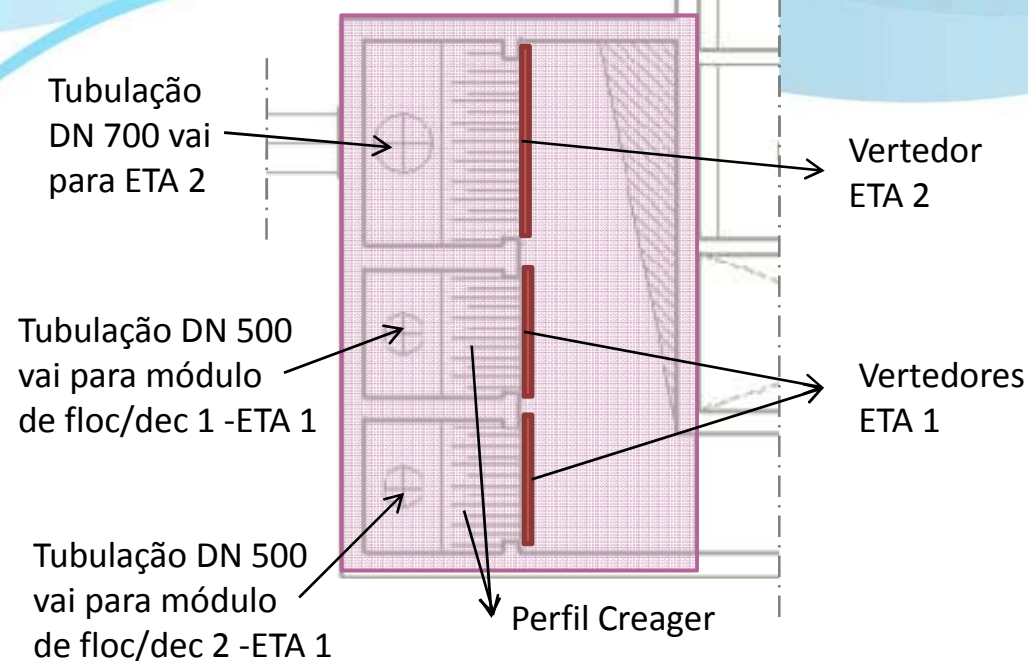 Tubulação
DN 700 vai
para ETA 2
Vertedor
ETA 2
Tubulação DN 500
vai para módulo
de floc/dec 1 -ETA 1
Vertedores
ETA 1
Tubulação DN 500
vai para módulo
de floc/dec 2 -ETA 1
Perfil Creager